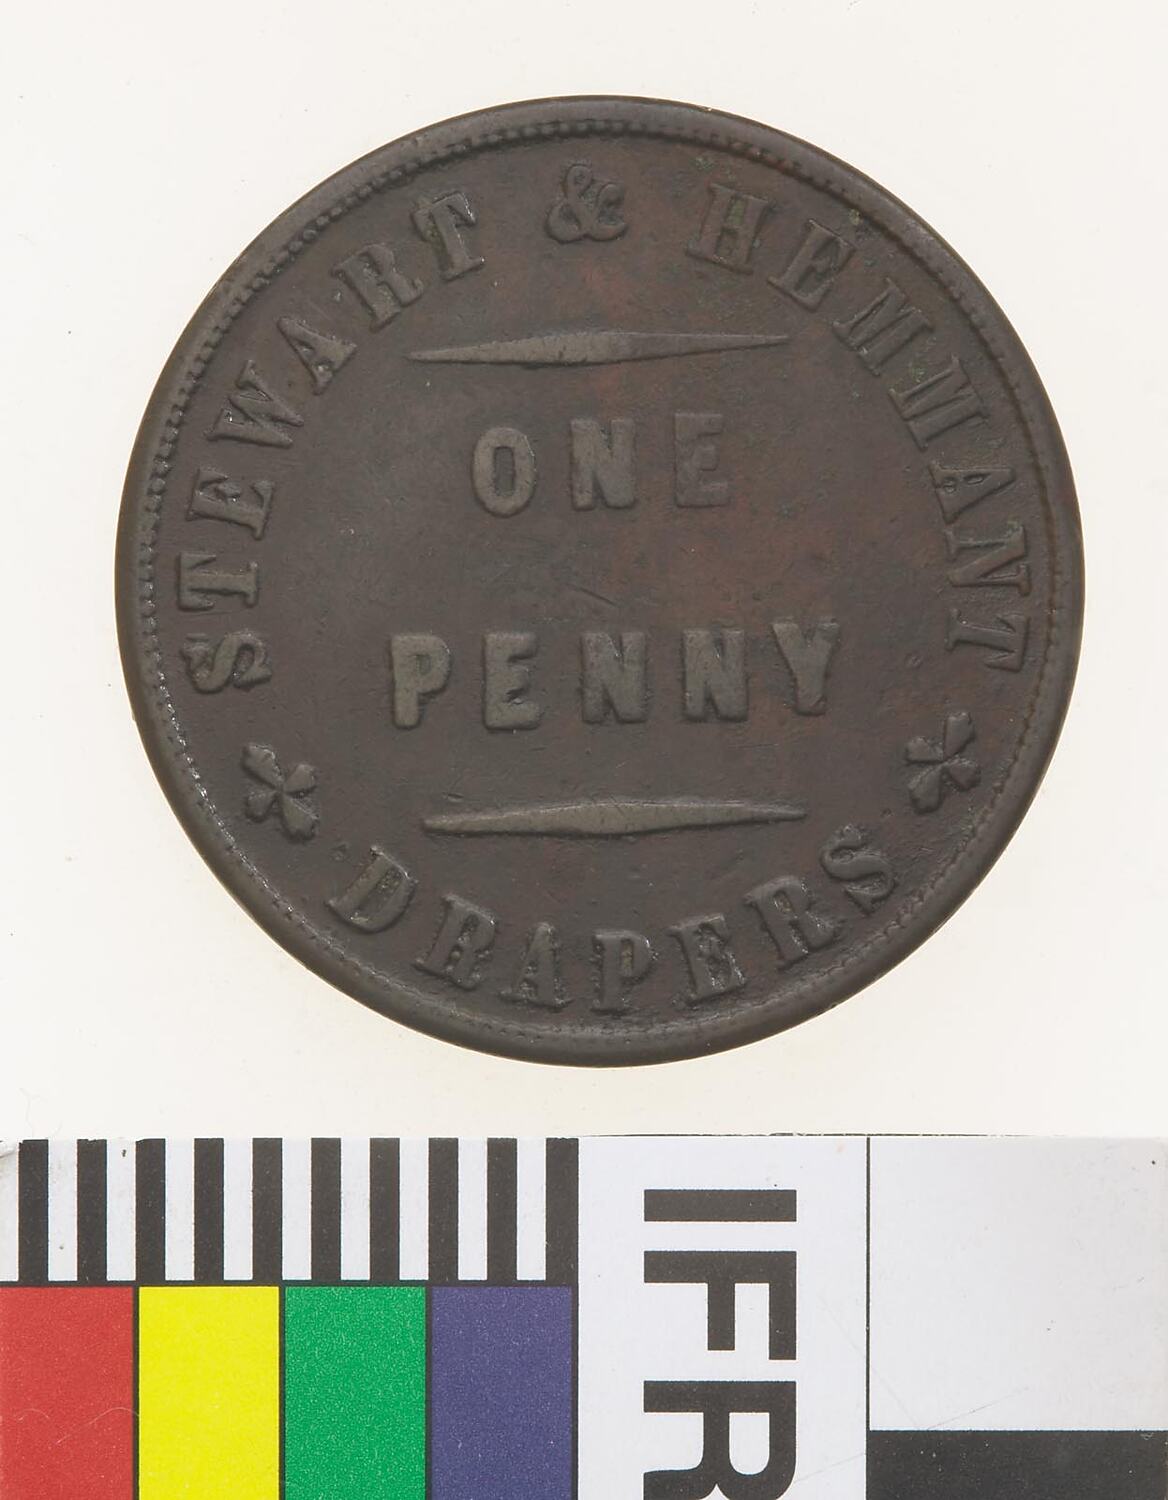 STEWART & HEMMANT
ONE
PENNY
DRAPERS
IFR